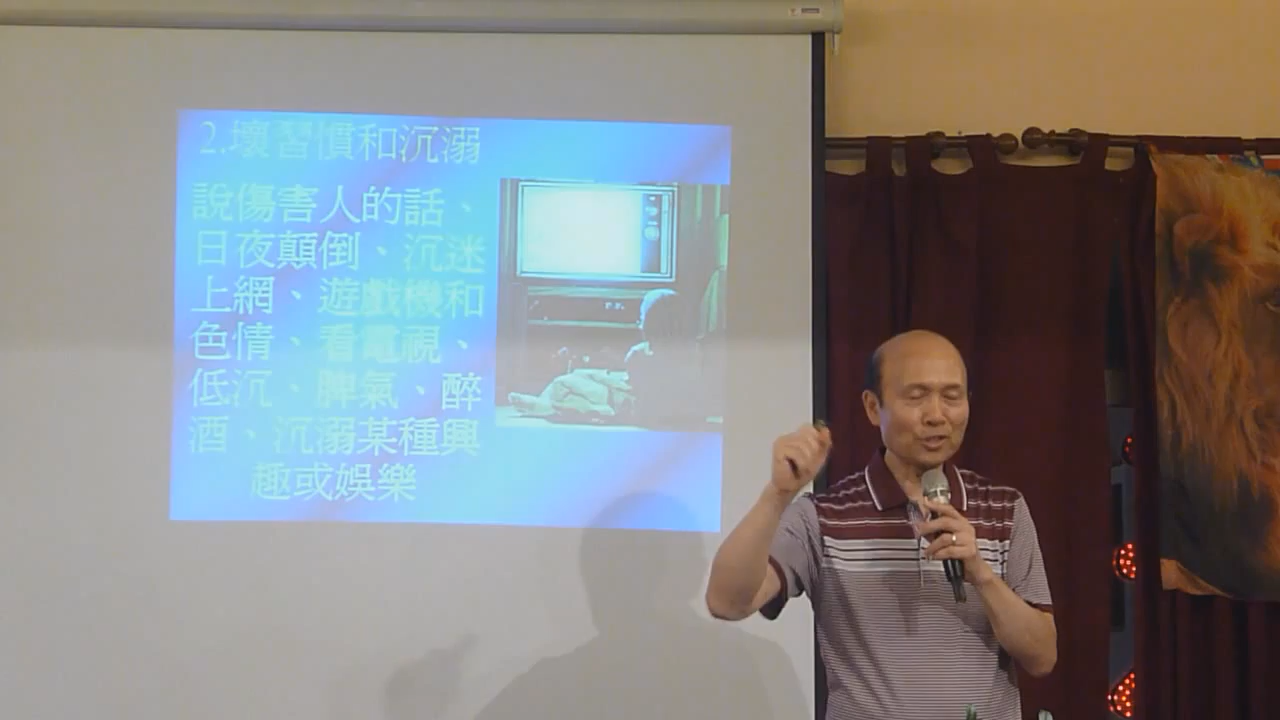 2.壞習慣和沉溺
說傷害人的話、
日夜顛倒、沉迷
上網、遊戲機和
色情、看電視、
低沉、脾氣、醉
酒、沉溺某種興
趣或娛樂